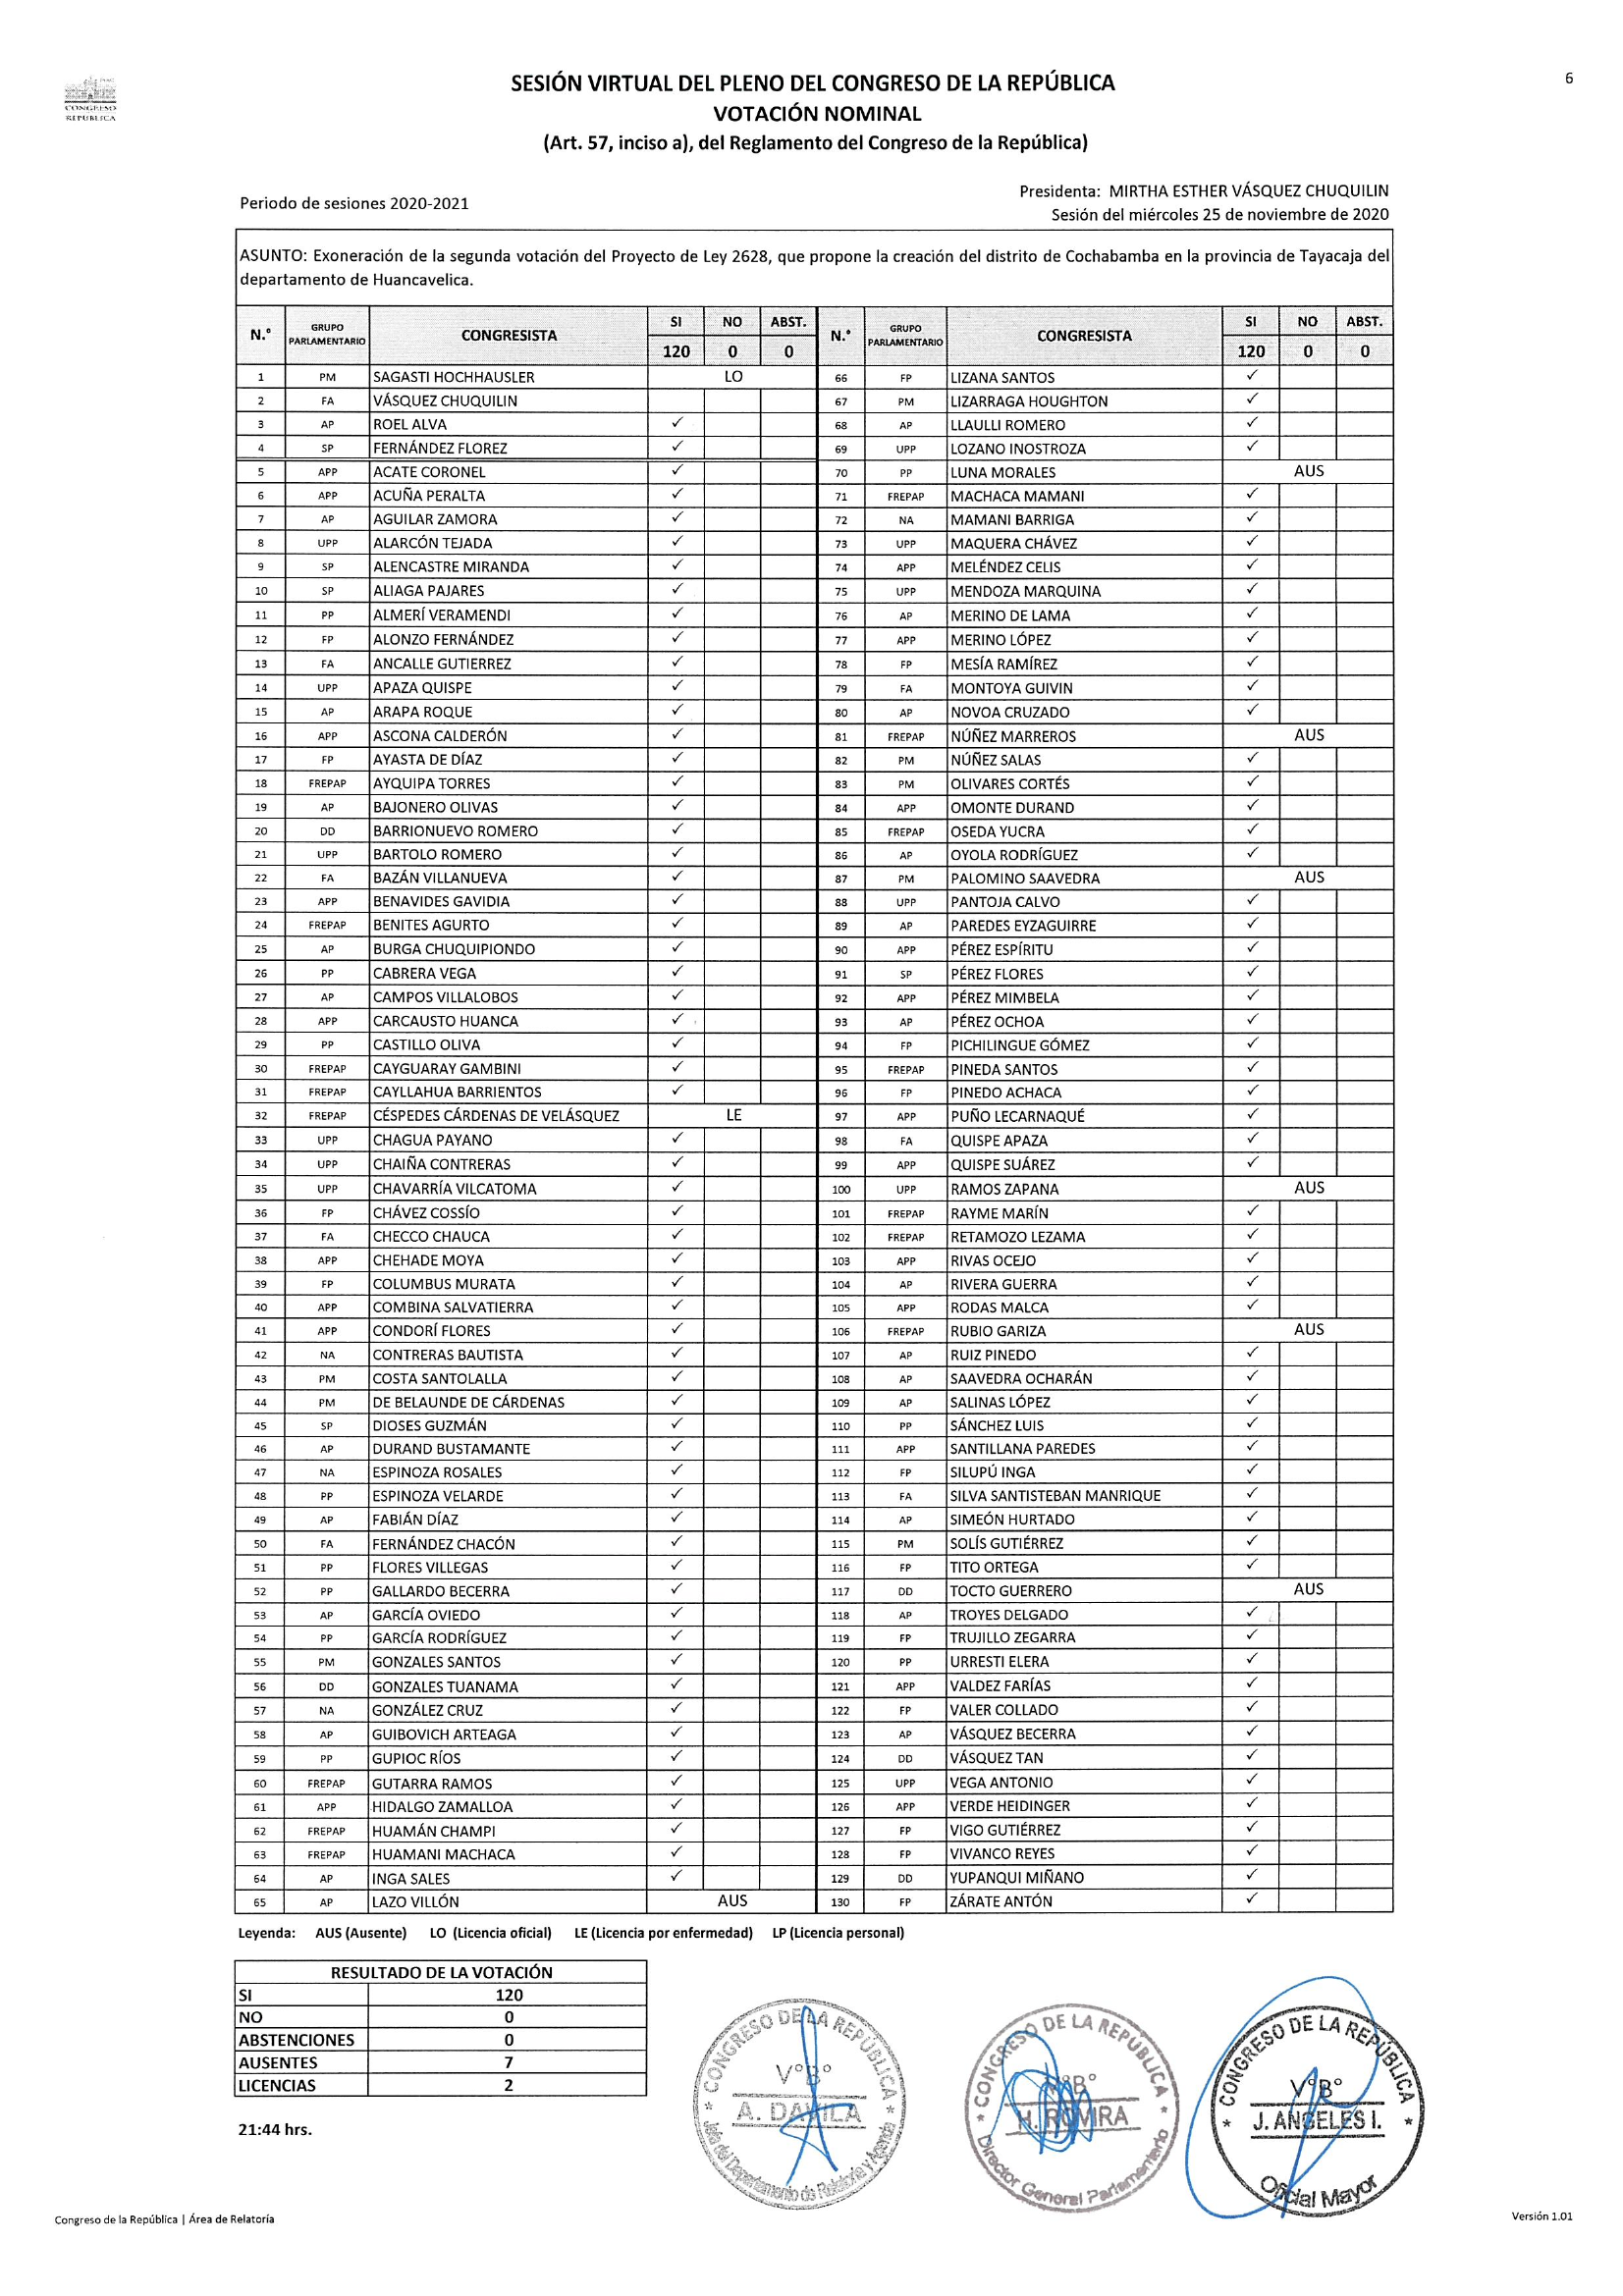 CONGRESO
REPÚBLICA
6
SESIÓN VIRTUAL DEL PLENO DEL CONGRESO DE LA REPÚBLICA
VOTACIÓN NOMINAL
(Art. 57, inciso a), del Reglamento del Congreso de la República)
Periodo de sesiones 2020-2021
Presidenta: MIRTHA ESTHER VÁSQUEZ CHUQUILIN
Sesión del miércoles 25 de noviembre de 2020
ASUNTO: Exoneración de la segunda votación del Proyecto de Ley 2628, que propone la creación del distrito de Cochabamba en la provincia de Tayacaja del
departamento de Huancavelica.
N.° GRUPO PARLAMENTARIO CONGRESISTA SI NO ABST. N.° GRUPO PARLAMENTARIO CONGRESISTA SI NO ABST.
120 0 0 120 0 0
1 PM SAGASTI HOCHHAUSLER LO 66 FP LIZANA SANTOS ✓
2 FA VÁSQUEZ CHUQUILIN 67 PM LIZARRAGA HOUGHTON ✓
3 AP ROEL ALVA ✓ 68 AP LLAULLI ROMERO ✓
4 SP FERNÁNDEZ FLOREZ ✓ 69 UPP LOZANO INOSTROZA ✓
5 APP ACATE CORONEL ✓ 70 PP LUNA MORALES AUS
6 APP ACUÑA PERALTA ✓ 71 FREPAP MACHACA MAMANI ✓
7 AP AGUILAR ZAMORA ✓ 72 NA MAMANI BARRIGA ✓
8 UPP ALARCÓN TEJADA ✓ 73 UPP MAQUERA CHÁVEZ ✓
9 SP ALENCASTRE MIRANDA ✓ 74 APP MELÉNDEZ CELIS ✓
10 SP ALIAGA PAJARES ✓ 75 UPP MENDOZA MARQUINA ✓
11 PP ALMERÍ VERAMENDI ✓ 76 AP MERINO DE LAMA ✓
12 FP ALONZO FERNÁNDEZ ✓ 77 APP MERINO LÓPEZ ✓
13 FA ANCALLE GUTIERREZ ✓ 78 FP MESÍA RAMÍREZ ✓
14 UPP APAZA QUISPE ✓ 79 FA MONTOYA GUIVIN ✓
15 AP ARAPA ROQUE ✓ 80 AP NOVOA CRUZADO ✓
16 APP ASCONA CALDERÓN ✓ 81 FREPAP NÚÑEZ MARREROS AUS
17 FP AYASTA DE DÍAZ ✓ 82 PM NÚÑEZ SALAS ✓
18 FREPAP AYQUIPA TORRES ✓ 83 PM OLIVARES CORTÉS ✓
19 AP BAJONERO OLIVAS ✓ 84 APP OMONTE DURAND ✓
20 DD BARRIONUEVO ROMERO ✓ 85 FREPAP OSEDA YUCRA ✓
21 UPP BARTOLO ROMERO ✓ 86 AP OYOLA RODRÍGUEZ ✓
22 FA BAZÁN VILLANUEVA ✓ 87 PM PALOMINO SAAVEDRA AUS
23 APP BENAVIDES GAVIDIA ✓ 88 UPP PANTOJA CALVO ✓
24 FREPAP BENITES AGURTO ✓ 89 AP PAREDES EYZAGUIRRE ✓
25 AP BURGA CHUQUIPIONDO ✓ 90 APP PÉREZ ESPÍRITU ✓
26 PP CABRERA VEGA ✓ 91 SP PÉREZ FLORES ✓
27 AP CAMPOS VILLALOBOS ✓ 92 APP PÉREZ MIMBELA ✓
28 APP CARCAUSTO HUANCA ✓ 93 AP PÉREZ OCHOA ✓
29 PP CASTILLO OLIVA ✓ 94 FP PICHILINGUE GÓMEZ ✓
30 FREPAP CAYGUARAY GAMBINI ✓ 95 FREPAP PINEDA SANTOS ✓
31 FREPAP CAYLLAHUA BARRIENTOS ✓ 96 FP PINEDO ACHACA ✓
32 FREPAP CÉSPEDES CÁRDENAS DE VELÁSQUEZ LE 97 APP PUÑO LECARNAQUÉ ✓
33 UPP CHAGUA PAYANO ✓ 98 FA QUISPE APAZA ✓
34 UPP CHAIÑA CONTRERAS ✓ 99 APP QUISPE SUÁREZ ✓
35 UPP CHAVARRÍA VILCATOMA ✓ 100 UPP RAMOS ZAPANA AUS
36 FP CHÁVEZ COSSÍO ✓ 101 FREPAP RAYME MARÍN ✓
37 FA CHECCO CHAUCA ✓ 102 FREPAP RETAMOZO LEZAMA ✓
38 APP CHEHADE MOYA ✓ 103 APP RIVAS OCEJO ✓
39 FP COLUMBUS MURATA ✓ 104 AP RIVERA GUERRA ✓
40 APP COMBINA SALVATIERRA ✓ 105 APP RODAS MALCA ✓
41 APP CONDORÍ FLORES ✓ 106 FREPAP RUBIO GARIZA AUS
42 NA CONTRERAS BAUTISTA ✓ 107 AP RUIZ PINEDO ✓
43 PM COSTA SANTOLALLA ✓ 108 AP SAAVEDRA OCHARÁN ✓
44 PM DE BELAUNDE DE CÁRDENAS ✓ 109 AP SALINAS LÓPEZ ✓
45 SP DIOSES GUZMÁN ✓ 110 PP SÁNCHEZ LUIS ✓
46 AP DURAND BUSTAMANTE ✓ 111 APP SANTILLANA PAREDES ✓
47 NA ESPINOZA ROSALES ✓ 112 FP SILUPÚ INGA ✓
48 PP ESPINOZA VELARDE ✓ 113 FA SILVA SANTISTEBAN MANRIQUE ✓
49 AP FABIÁN DÍAZ ✓ 114 AP SIMEÓN HURTADO ✓
50 FA FERNÁNDEZ CHACÓN ✓ 115 PM SOLÍS GUTIÉRREZ ✓
51 PP FLORES VILLEGAS ✓ 116 FP TITO ORTEGA ✓
52 PP GALLARDO BECERRA ✓ 117 DD TOCTO GUERRERO AUS
53 AP GARCÍA OVIEDO ✓ 118 AP TROYES DELGADO ✓
54 PP GARCÍA RODRÍGUEZ ✓ 119 FP TRUJILLO ZEGARRA ✓
55 PM GONZALES SANTOS ✓ 120 PP URRESTI ELERA ✓
56 DD GONZALES TUANAMA ✓ 121 APP VALDEZ FARÍAS ✓
57 NA GONZÁLEZ CRUZ ✓ 122 FP VALER COLLADO ✓
58 AP GUIBOVICH ARTEAGA ✓ 123 AP VÁSQUEZ BECERRA ✓
59 PP GUPIOC RÍOS ✓ 124 DD VÁSQUEZ TAN ✓
60 FREPAP GUTARRA RAMOS ✓ 125 UPP VEGA ANTONIO ✓
61 APP HIDALGO ZAMALLOA ✓ 126 APP VERDE HEIDINGER ✓
62 FREPAP HUAMÁN CHAMPI ✓ 127 FP VIGO GUTIÉRREZ ✓
63 FREPAP HUAMANI MACHACA ✓ 128 FP VIVANCO REYES ✓
64 AP INGA SALES ✓ 129 DD YUPANQUI MIÑANO ✓
65 AP LAZO VILLÓN AUS 130 FP ZÁRATE ANTÓN ✓
Leyenda: AUS (Ausente) LO (Licencia oficial) LE (Licencia por enfermedad) LP (Licencia personal)
RESULTADO DE LA VOTACIÓN
SI 120
NO 0
ABSTENCIONES 0
AUSENTES 7
LICENCIAS 2
21:44 hrs.
CONGRESO DE LA REPÚBLICA
V°B°
A. DAVILA
Jefe del Departamento de Relatoría y Agenda
CONGRESO DE LA REPÚBLICA
V°B°
H. ROVIRA
Director General Parlamentario
CONGRESO DE LA REPÚBLICA
V°B°
J. ANGELES I.
Oficial Mayor
Congreso de la República | Área de Relatoría
Versión 1.01